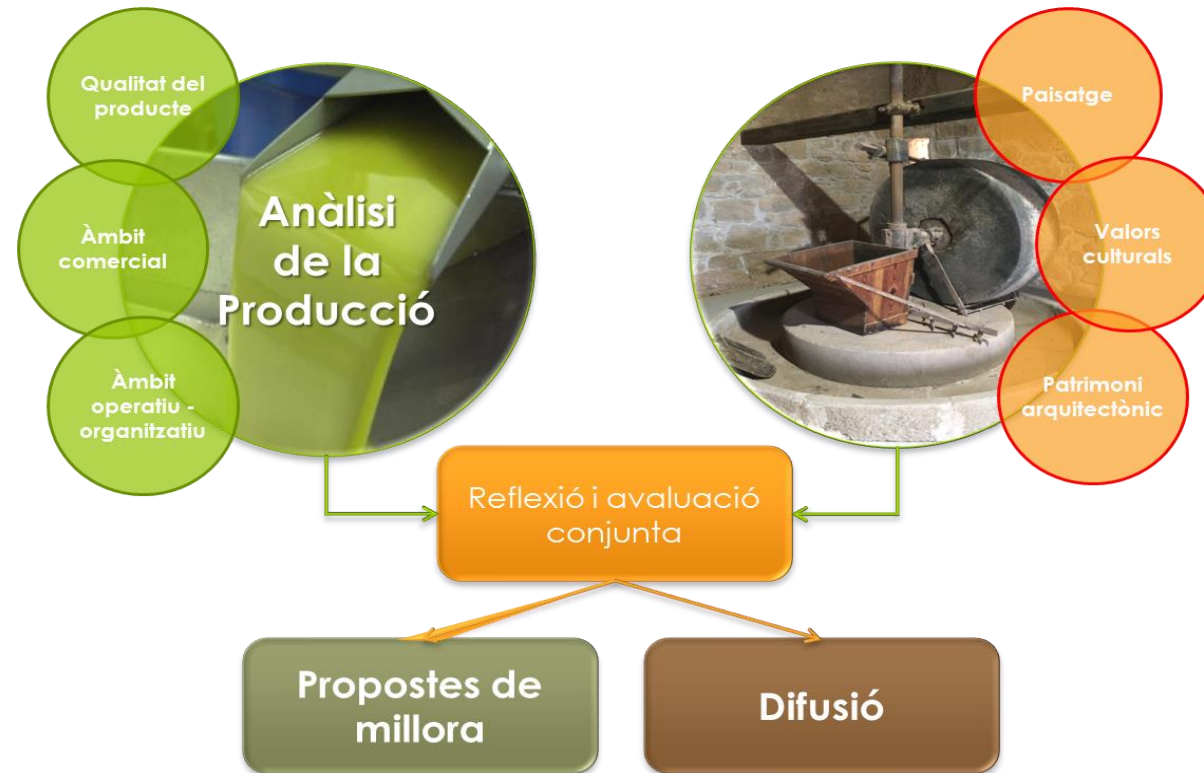 Qualitat del
producte
Àmbit
comercial
Àmbit
operatiu -
organitzatiu
Anàlisi
de la
Producció
Paisatge
Valors
culturals
Patrimoni
arquitectònic
Reflexió i avaluació
conjunta
Propostes de
millora
Difusió